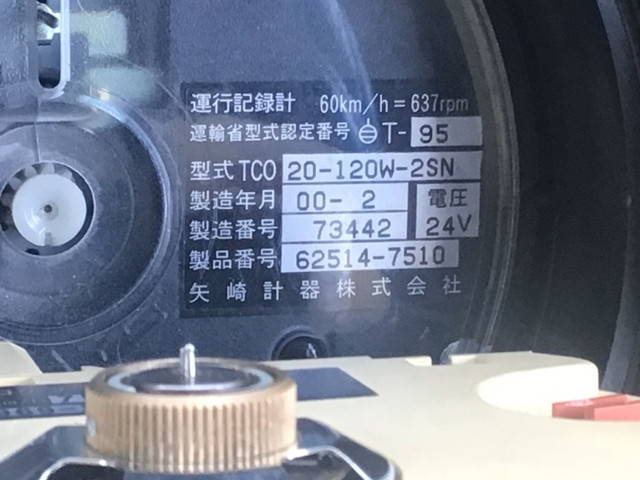 運行記録計 60km/h=637rpm
運輸省型式認定番号 T-95
型式TCO 20-120W-2SN
製造年月 00-2 電圧
製造番号 73442 24V
製品番号 62514-7510
矢崎計器株式会社